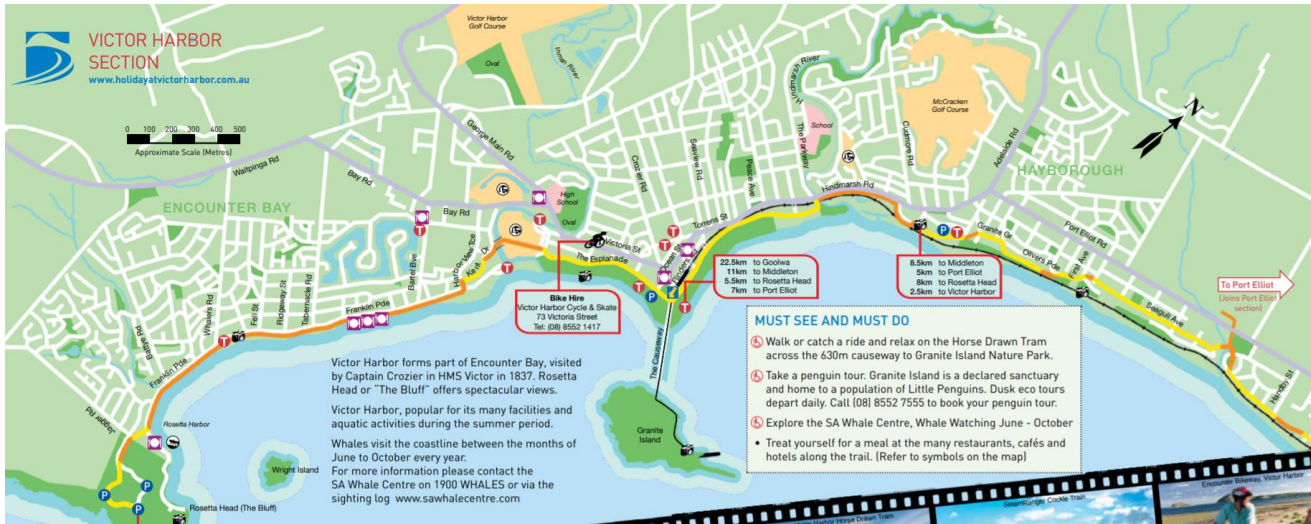 VICTOR HARBOR
SECTION
www.holidayatvictorharbor.com.au
0 100 200 300 400 500
Approximate Scale (Metres)
Victor Harbor
Golf Course
Oval
Inman River
Hindmarsh River
School
The Parkway
McCracken
Golf Course
Cudmore Rd
Adelaide Rd
N
HAYBOROUGH
Waitpinga Rd
George Main Rd
Crozier Rd
Seaview Rd
Peace Ave
Hindmarsh Rd
Bay Rd
ENCOUNTER BAY
Bay Rd
High
School
Oval
Torrens St
Victoria St
Ocean St
Flinders
The Esplanade
Granite Gr
Port Elliot Rd
Olivers Pde
First Ave
Seagull Ave
Handby St
To Port Elliot
(Joins Port Elliot
section)
Harbor View Tce
Kent Dr
Bartel Bve
Franklin Pde
Tabernacle Rd
Ridgeway St
Fell St
Whalers Rd
Battye Rd
Franklin Pde
Jagger Rd
Rosetta Harbor
Wright Island
Rosetta Head (The Bluff)
The Causeway
Granite
Island
Bike Hire
Victor Harbor Cycle & Skate
73 Victoria Street
Tel: (08) 8552 1417
22.5km to Goolwa
11km to Middleton
5.5km to Rosetta Head
7km to Port Elliot
8.5km to Middleton
5km to Port Elliot
8km to Rosetta Head
2.5km to Victor Harbor
Victor Harbor forms part of Encounter Bay, visited
by Captain Crozier in HMS Victor in 1837. Rosetta
Head or "The Bluff" offers spectacular views.
Victor Harbor, popular for its many facilities and
aquatic activities during the summer period.
Whales visit the coastline between the months of
June to October every year.
For more information please contact the
SA Whale Centre on 1900 WHALES or via the
sighting log www.sawhalecentre.com
MUST SEE AND MUST DO
Walk or catch a ride and relax on the Horse Drawn Tram
across the 630m causeway to Granite Island Nature Park.
Take a penguin tour. Granite Island is a declared sanctuary
and home to a population of Little Penguins. Dusk eco tours
depart daily. Call (08) 8552 7555 to book your penguin tour.
Explore the SA Whale Centre, Whale Watching June - October
• Treat yourself for a meal at the many restaurants, cafés and
hotels along the trail. (Refer to symbols on the map)
Harbor Horse Drawn Tram
SteamRanger Cockle Train
Encounter Bikeway, Victor Harbor